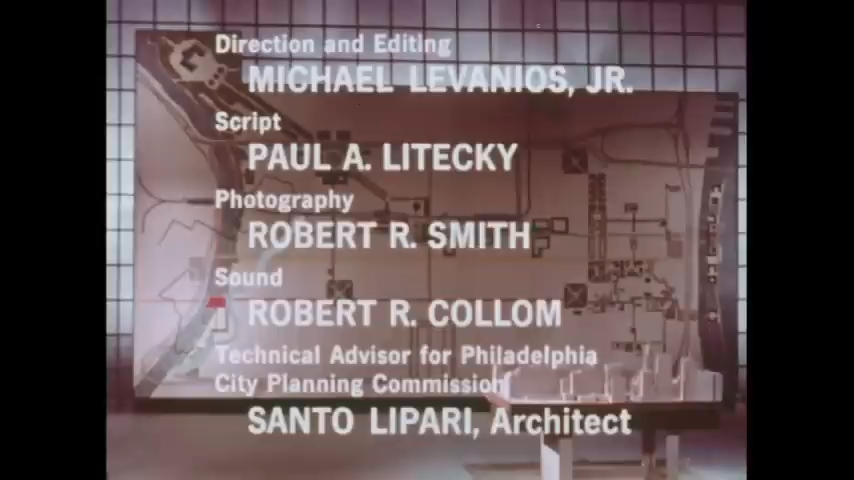 Direction and Editing
MICHAEL LEVANIOS, JR.
Script
PAUL A. LITECKY
Photography
ROBERT R. SMITH
Sound
ROBERT R. COLLOM
Technical Advisor for Philadelphia
City Planning Commission
SANTO LIPARI, Architect